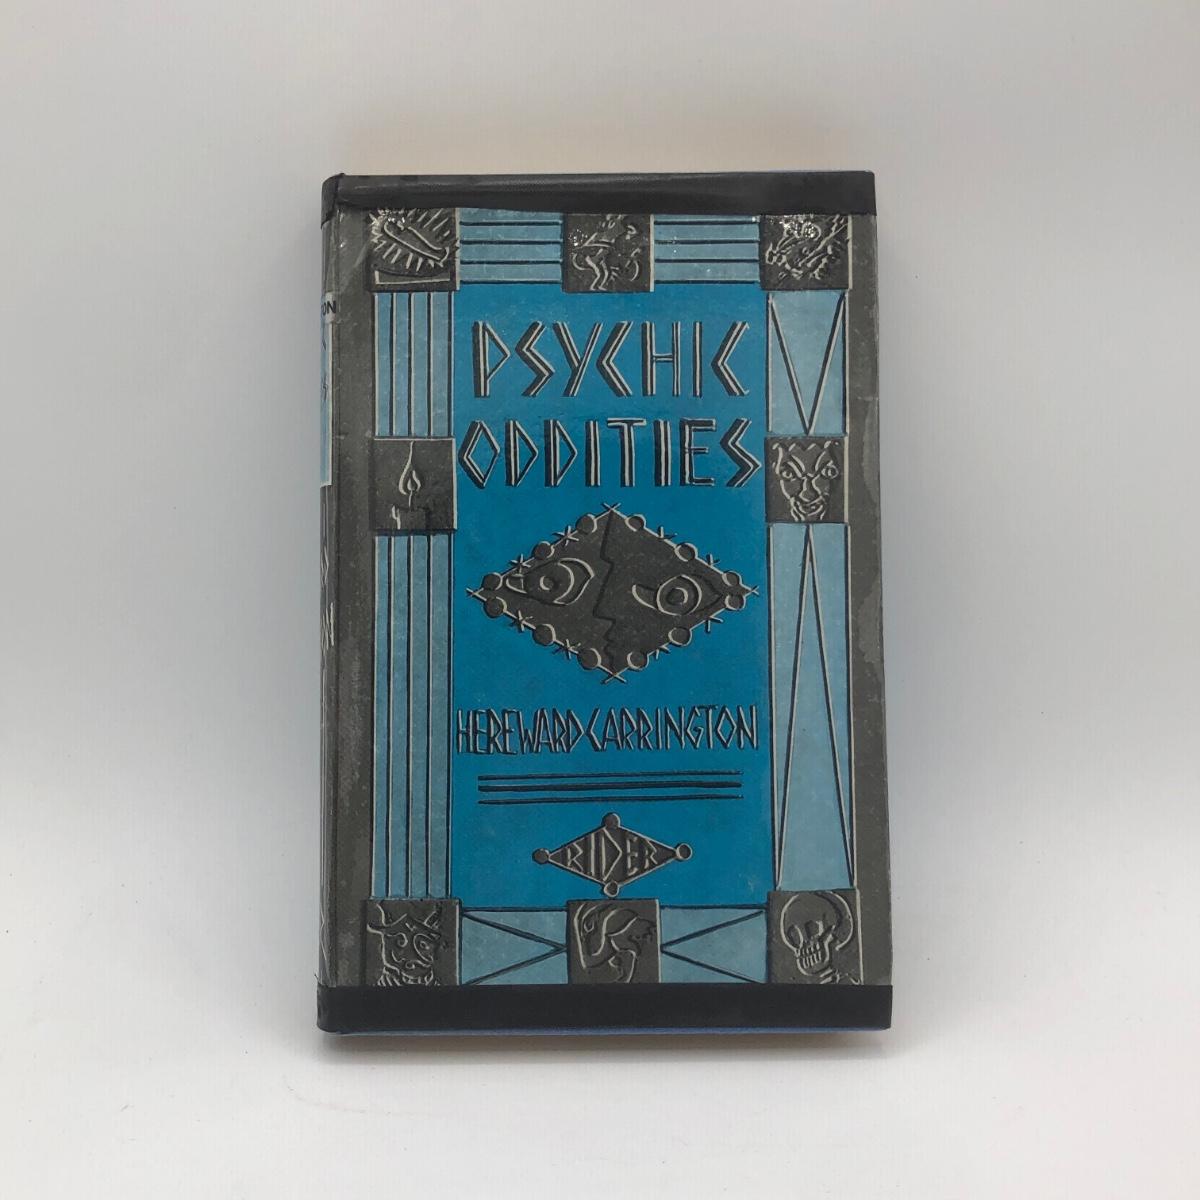 PSYCHIC
ODDITIES
HEREWARD CARRINGTON
RIDER